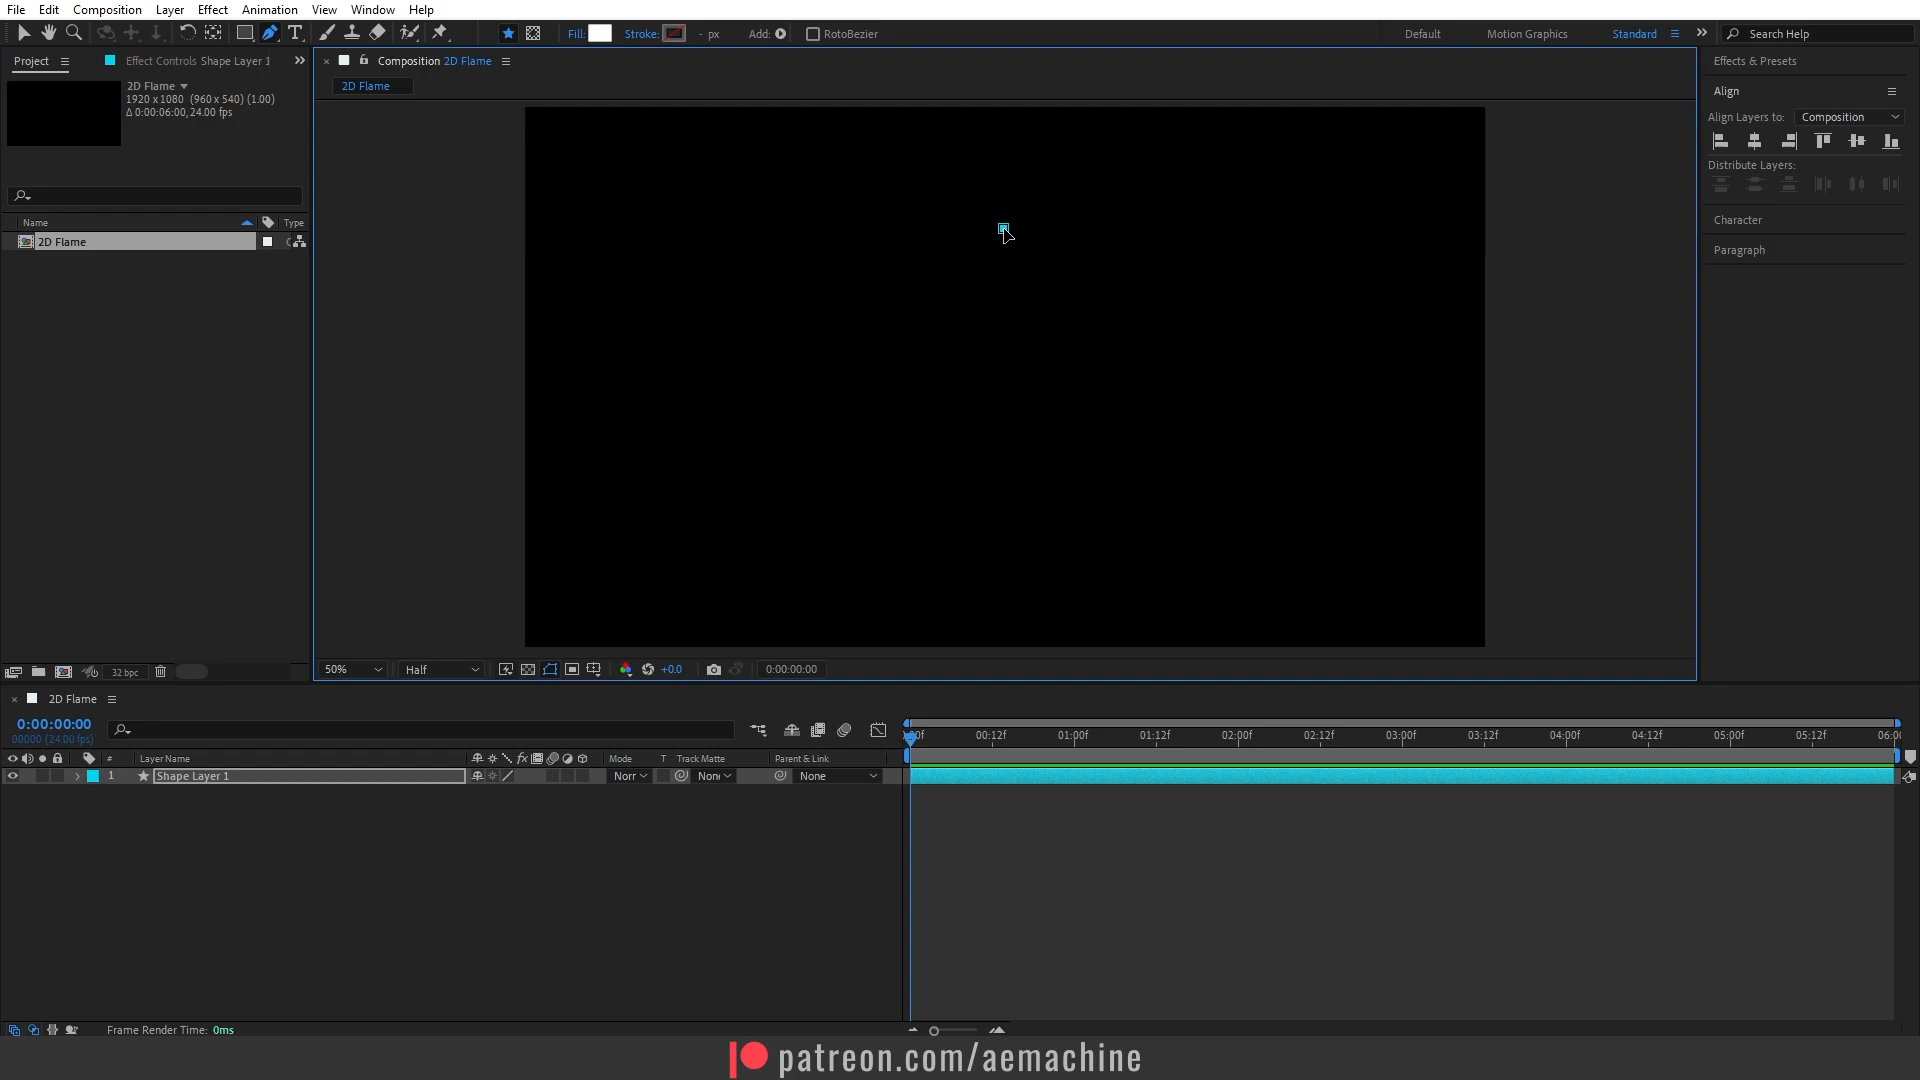 File Edit Composition Layer Effect Animation View Window Help
Fill: Stroke: - px Add: RotoBezier Default Motion Graphics Standard Search Help
Project Effect Controls Shape Layer 1
Composition 2D Flame
2D Flame
2D Flame
1920 x 1080 (960 x 540) (1.00)
Δ 0:00:06:00, 24.00 fps
Name Type
2D Flame
Effects & Presets
Align
Align Layers to: Composition
Distribute Layers:
Character
Paragraph
32 bpc
50% Half +0.0 0:00:00:00
2D Flame
0:00:00:00
00000 (24.00 fps)
00f 00:12f 01:00f 01:12f 02:00f 02:12f 03:00f 03:12f 04:00f 04:12f 05:00f 05:12f 06:00
# Layer Name fx Mode T Track Matte Parent & Link
1 Shape Layer 1 Norr None None
Frame Render Time: 0ms
patreon.com/aemachine